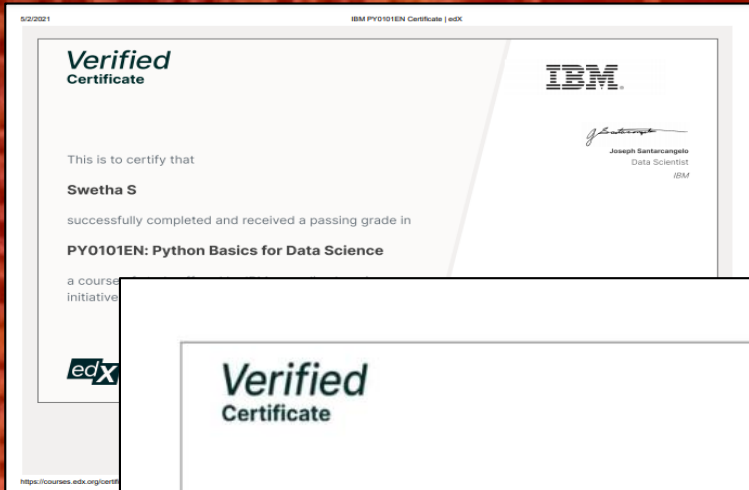 5/2/2021 IBM PY0101EN Certificate | edX
Verified
Certificate
IBM
Joseph Santarcangelo
Data Scientist
IBM
This is to certify that
Swetha S
successfully completed and received a passing grade in
PY0101EN: Python Basics for Data Science
a course
initiative
edX
https://courses.edx.org/certifi
Verified
Certificate